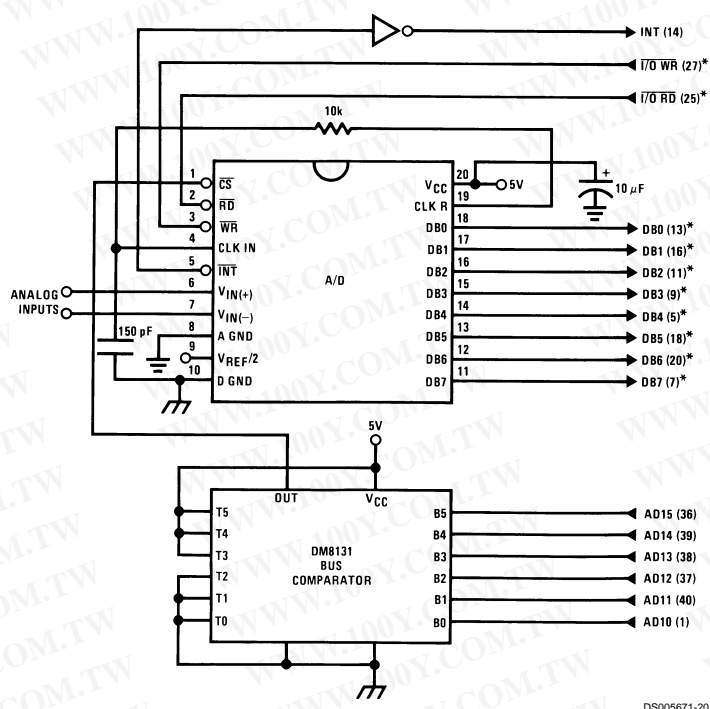 INT (14)
I/O WR (27)*
I/O RD (25)*
10k
1 CS
2 RD
3 WR
4 CLK IN
5 INT
6 VIN(+)
7 VIN(−)
8 A GND
9 VREF/2
10 D GND
A/D
20 VCC
19 CLK R
18 DB0
17 DB1
16 DB2
15 DB3
14 DB4
13 DB5
12 DB6
11 DB7
5V
+
10 μF
DB0 (13)*
DB1 (16)*
DB2 (11)*
DB3 (9)*
DB4 (5)*
DB5 (18)*
DB6 (20)*
DB7 (7)*
ANALOG
INPUTS
150 pF
5V
OUT
VCC
T5
T4
T3
T2
T1
T0
DM8131
BUS
COMPARATOR
B5
B4
B3
B2
B1
B0
AD15 (36)
AD14 (39)
AD13 (38)
AD12 (37)
AD11 (40)
AD10 (1)
DS005671-20
WWW.100Y.COM.TW